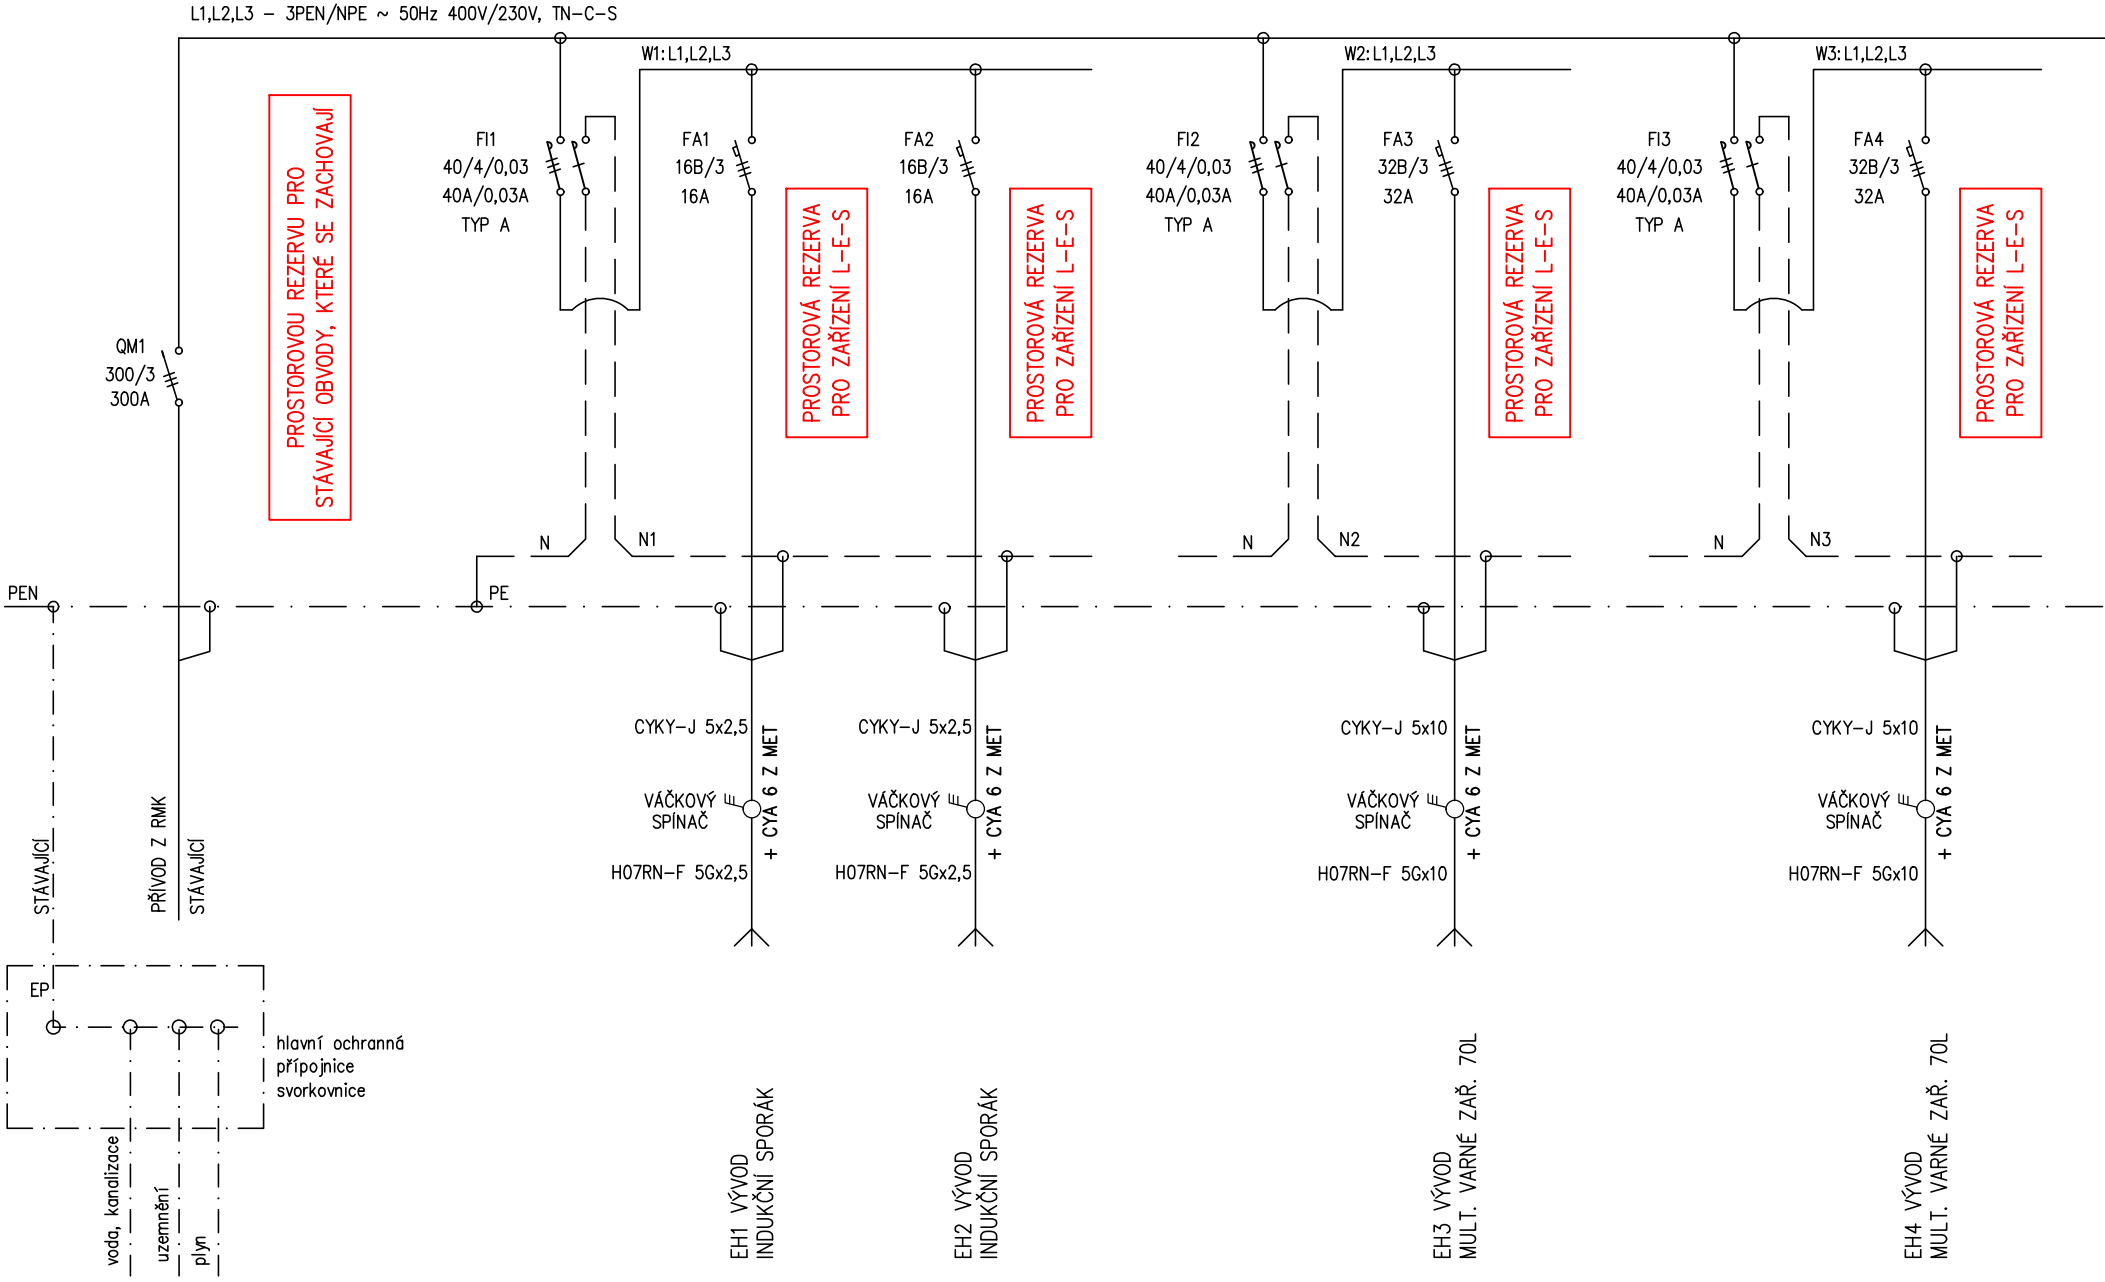 L1,L2,L3 – 3PEN/NPE ~ 50Hz 400V/230V, TN–C–S
W1:L1,L2,L3
W2:L1,L2,L3
W3:L1,L2,L3
PROSTOROVOU REZERVU PRO
STÁVAJÍCÍ OBVODY, KTERÉ SE ZACHOVAJÍ
QM1
300/3
300A
FI1
40/4/0,03
40A/0,03A
TYP A
FA1
16B/3
16A
PROSTOROVÁ REZERVA
PRO ZAŘÍZENÍ L–E–S
FA2
16B/3
16A
PROSTOROVÁ REZERVA
PRO ZAŘÍZENÍ L–E–S
FI2
40/4/0,03
40A/0,03A
TYP A
FA3
32B/3
32A
PROSTOROVÁ REZERVA
PRO ZAŘÍZENÍ L–E–S
FI3
40/4/0,03
40A/0,03A
TYP A
FA4
32B/3
32A
PROSTOROVÁ REZERVA
PRO ZAŘÍZENÍ L–E–S
N
N1
N
N2
N
N3
PEN
PE
STÁVAJÍCÍ
PŘÍVOD Z RMK
STÁVAJÍCÍ
CYKY–J 5x2,5
VÁČKOVÝ
SPÍNAČ
H07RN–F 5Gx2,5
+ CYA 6 Z MET
CYKY–J 5x2,5
VÁČKOVÝ
SPÍNAČ
H07RN–F 5Gx2,5
+ CYA 6 Z MET
CYKY–J 5x10
VÁČKOVÝ
SPÍNAČ
H07RN–F 5Gx10
+ CYA 6 Z MET
CYKY–J 5x10
VÁČKOVÝ
SPÍNAČ
H07RN–F 5Gx10
+ CYA 6 Z MET
EP
hlavní ochranná
přípojnice
svorkovnice
voda, kanalizace
uzemnění
plyn
EH1 VÝVOD
INDUKČNÍ SPORÁK
EH2 VÝVOD
INDUKČNÍ SPORÁK
EH3 VÝVOD
MULT. VARNÉ ZAŘ. 70L
EH4 VÝVOD
MULT. VARNÉ ZAŘ. 70L